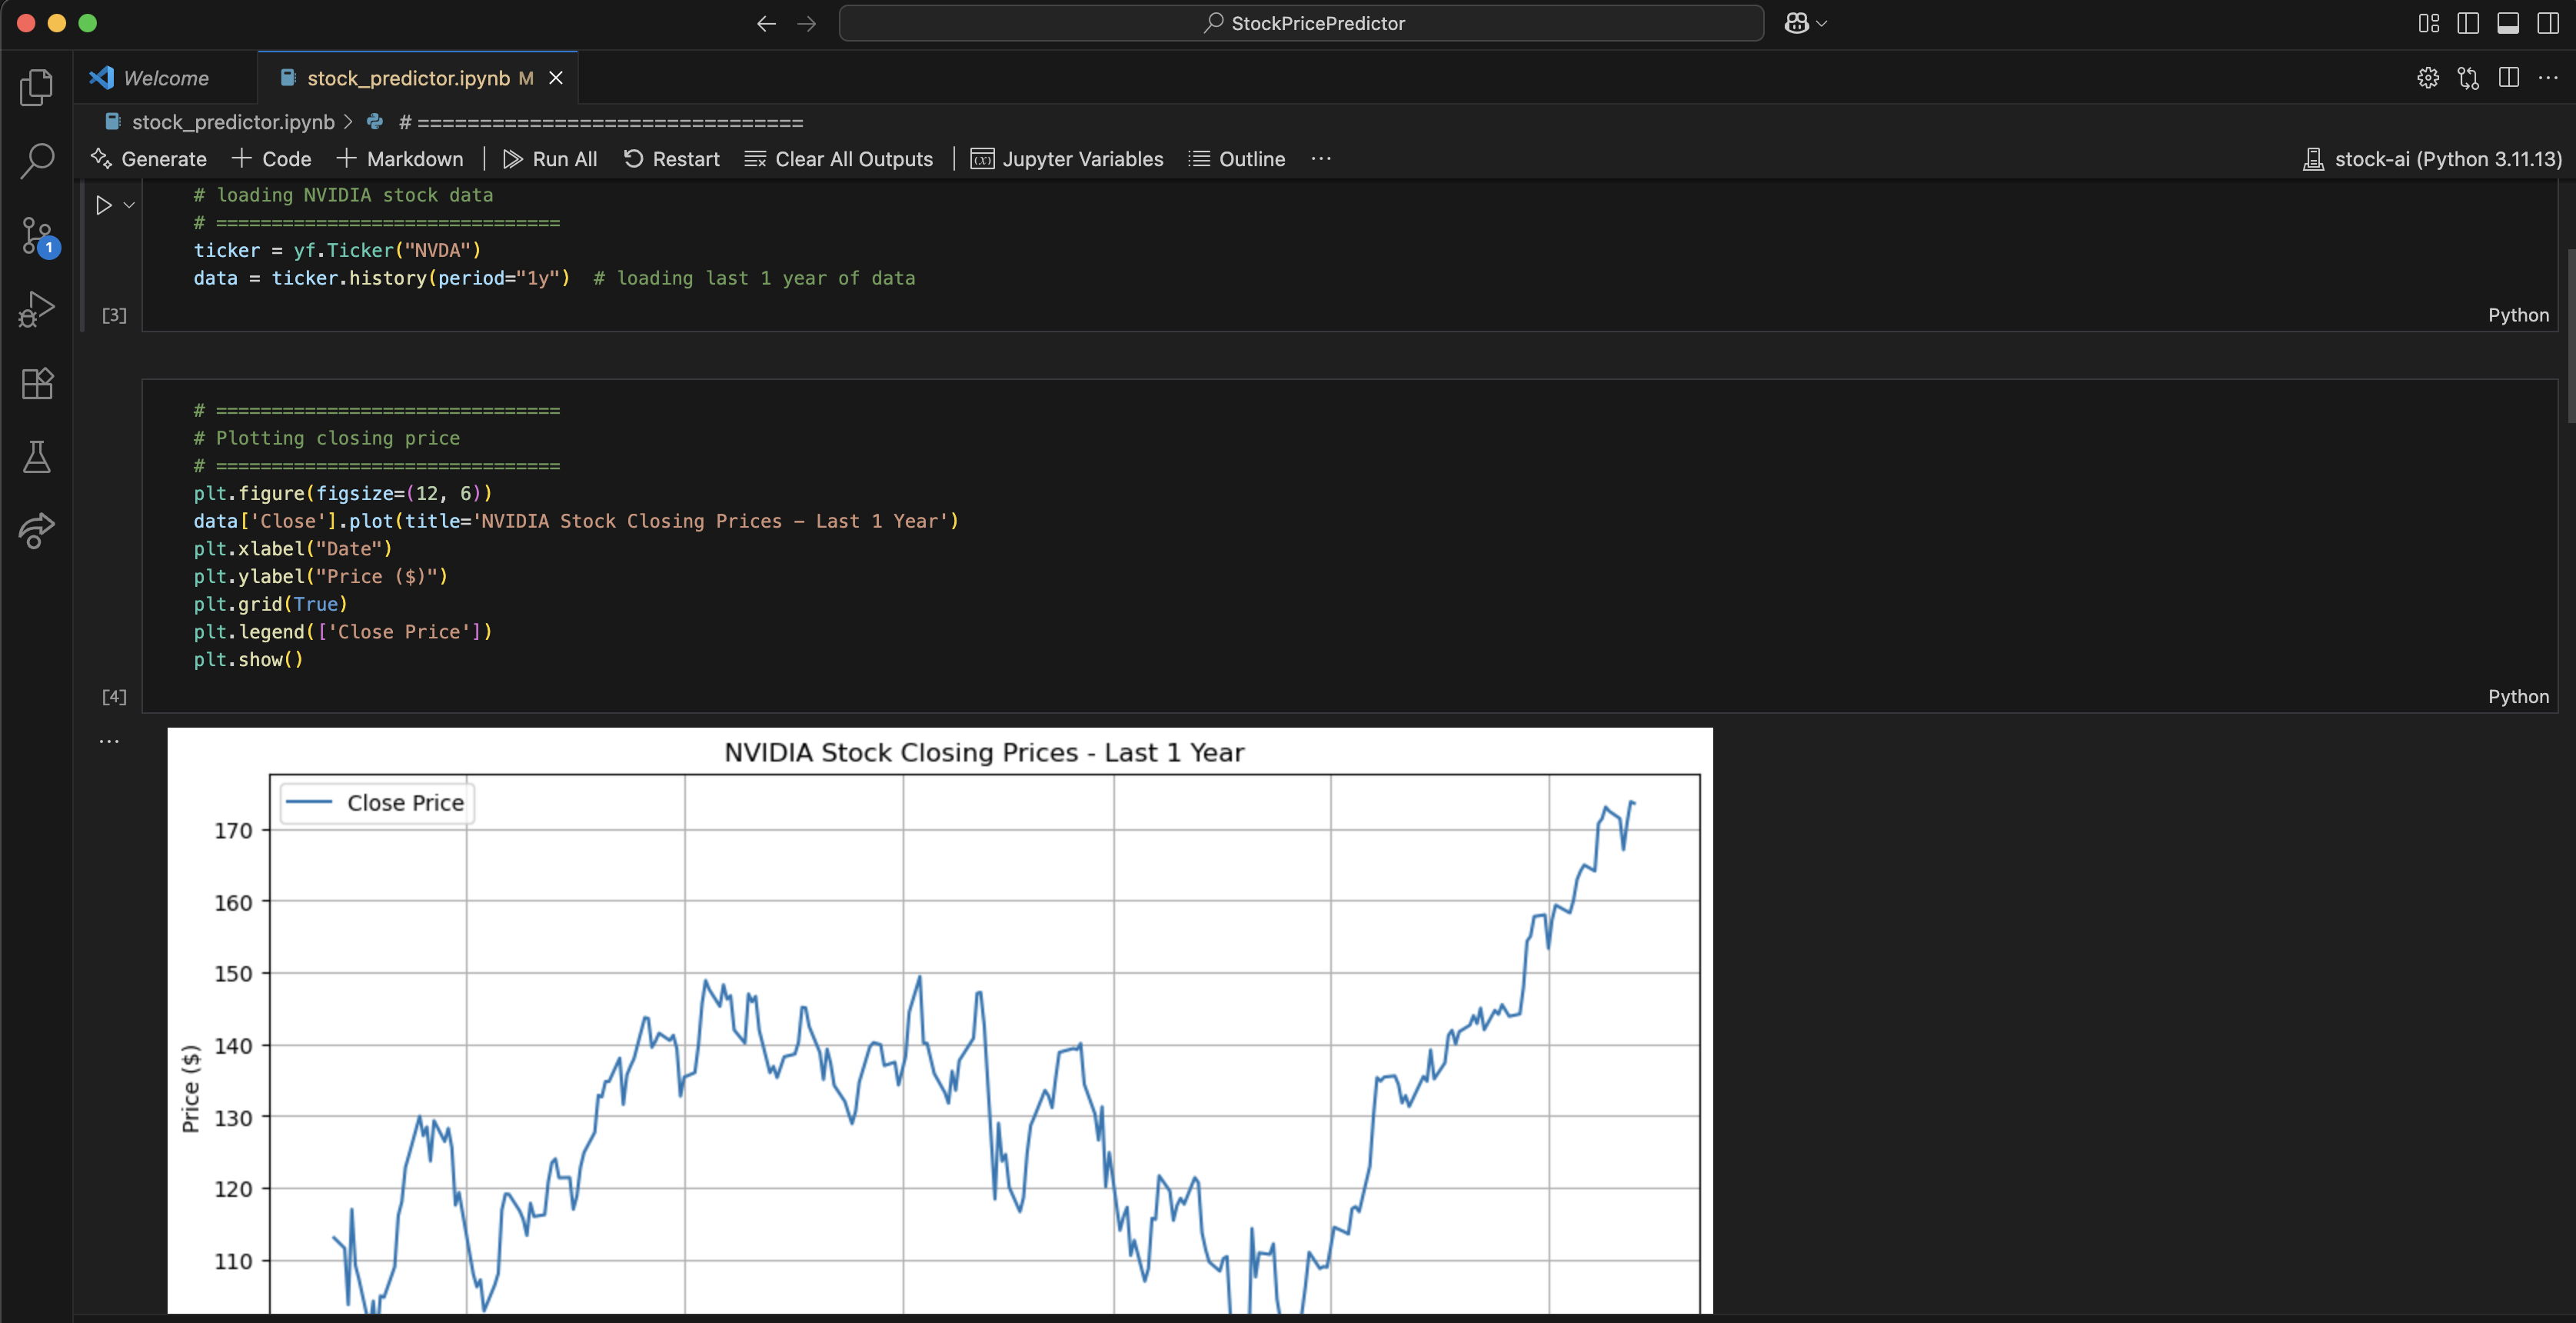 StockPricePredictor
Welcome
stock_predictor.ipynb M
stock_predictor.ipynb > # ===============================
Generate + Code + Markdown | Run All Restart Clear All Outputs | Jupyter Variables Outline ...
stock-ai (Python 3.11.13)
1
# loading NVIDIA stock data
# ===============================
ticker = yf.Ticker("NVDA")
data = ticker.history(period="1y")  # loading last 1 year of data
[3]
Python
# ===============================
# Plotting closing price
# ===============================
plt.figure(figsize=(12, 6))
data['Close'].plot(title='NVIDIA Stock Closing Prices - Last 1 Year')
plt.xlabel("Date")
plt.ylabel("Price ($)")
plt.grid(True)
plt.legend(['Close Price'])
plt.show()
[4]
Python
...
NVIDIA Stock Closing Prices - Last 1 Year
Close Price
170
160
150
140
130
120
110
Price ($)